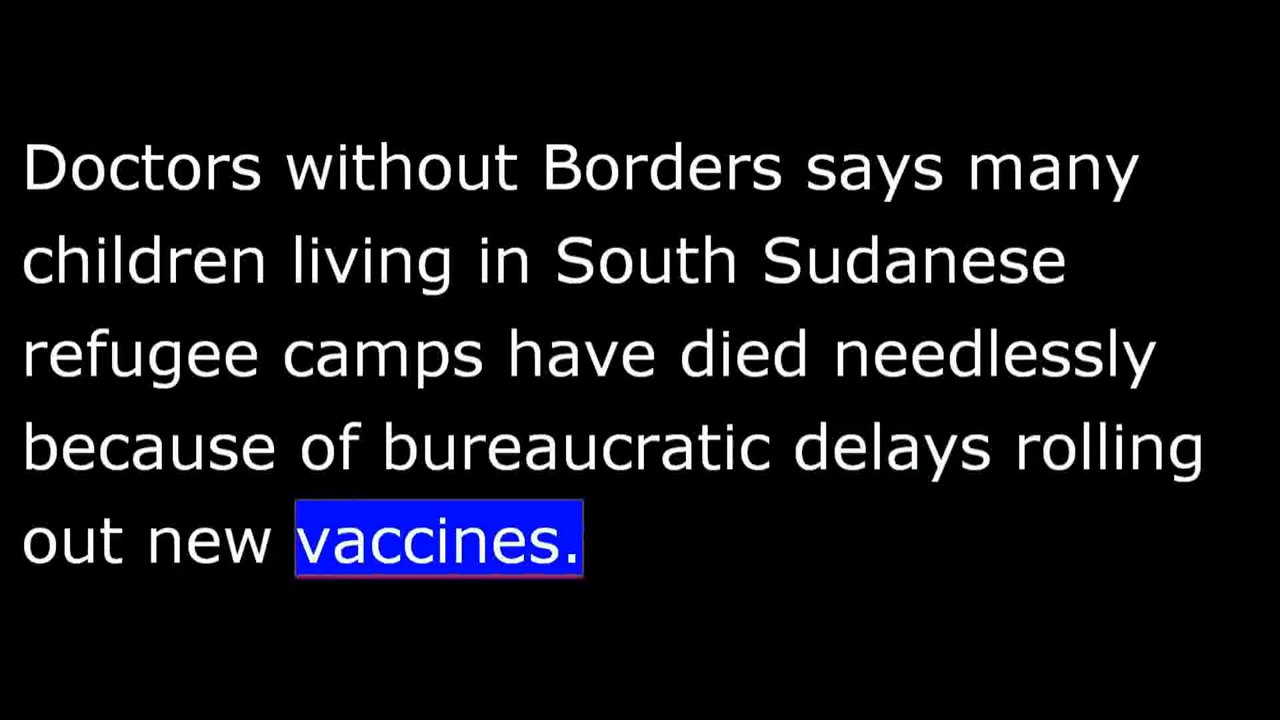 Doctors without Borders says many
children living in South Sudanese
refugee camps have died needlessly
because of bureaucratic delays rolling
out new vaccines.